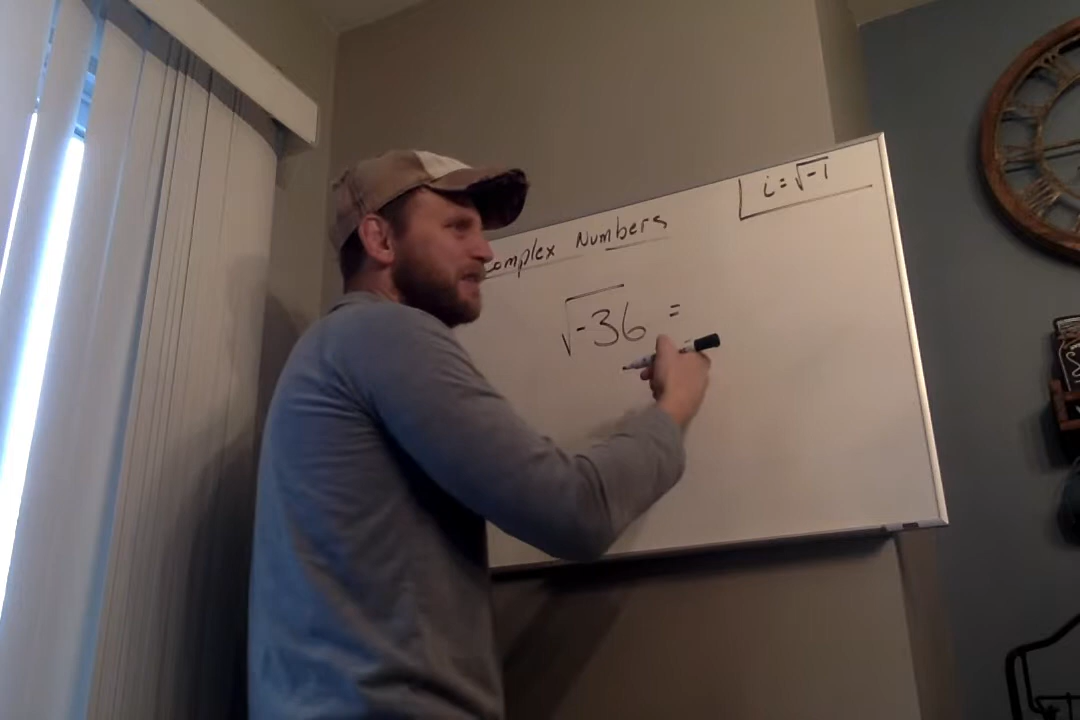 i = √-1
Complex Numbers
√-36 =